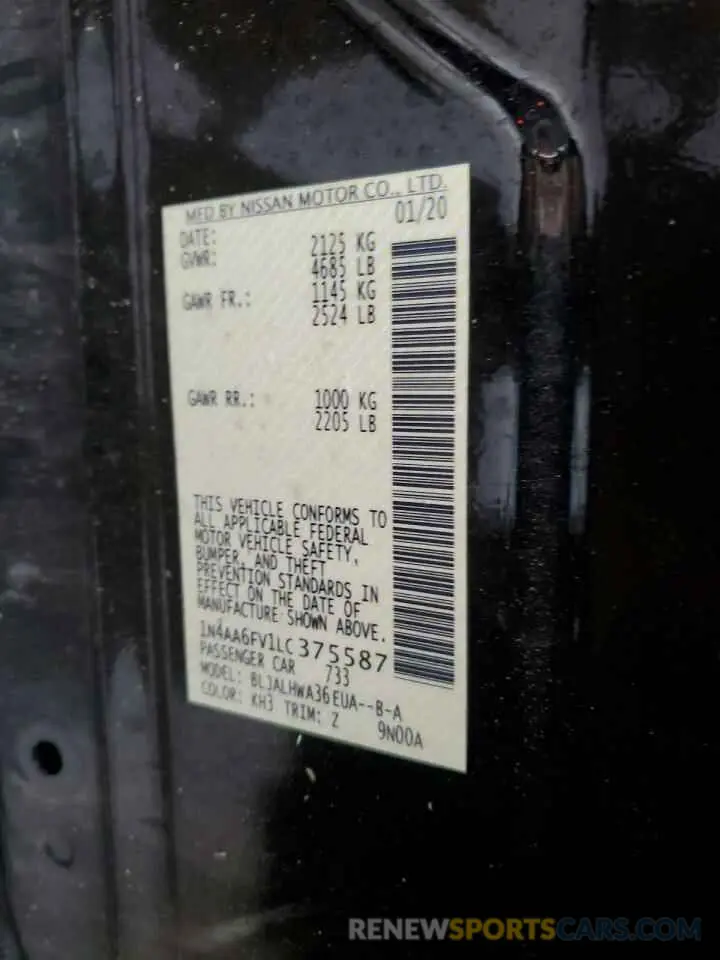 MFD BY NISSAN MOTOR CO., LTD.
DATE: 01/20
GVWR: 2125 KG
4685 LB
GAWR FR.: 1145 KG
2524 LB
GAWR RR.: 1000 KG
2205 LB
THIS VEHICLE CONFORMS TO
ALL APPLICABLE FEDERAL
MOTOR VEHICLE SAFETY,
BUMPER, AND THEFT
PREVENTION STANDARDS IN
EFFECT ON THE DATE OF
MANUFACTURE SHOWN ABOVE.
1N4AA6FV1LC375587
PASSENGER CAR 733
MODEL: BLJALHWA36EUA--B-A
COLOR: KH3 TRIM: Z 9N00A
RENEWSPORTSCARS.COM